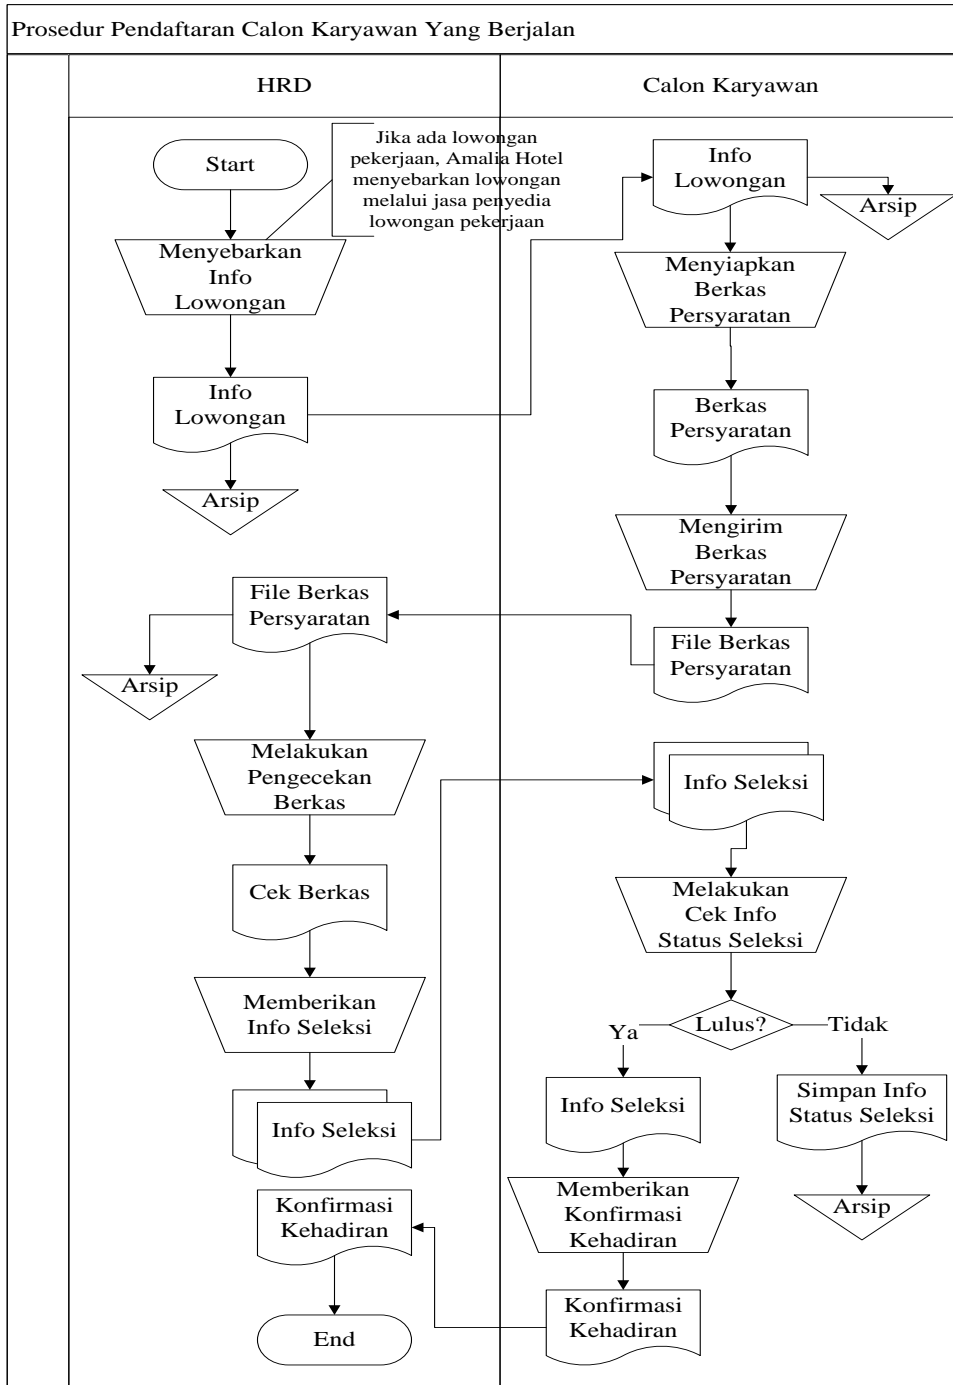 Prosedur Pendaftaran Calon Karyawan Yang Berjalan
HRD
Calon Karyawan
Start
Jika ada lowongan
pekerjaan, Amalia Hotel
menyebarkan lowongan
melalui jasa penyedia
lowongan pekerjaan
Menyebarkan
Info
Lowongan
Info
Lowongan
Arsip
Info
Lowongan
Arsip
Menyiapkan
Berkas
Persyaratan
Berkas
Persyaratan
Mengirim
Berkas
Persyaratan
File Berkas
Persyaratan
File Berkas
Persyaratan
Arsip
Melakukan
Pengecekan
Berkas
Cek Berkas
Memberikan
Info Seleksi
Info Seleksi
Info Seleksi
Melakukan
Cek Info
Status Seleksi
Lulus?
Ya
Tidak
Info Seleksi
Simpan Info
Status Seleksi
Arsip
Memberikan
Konfirmasi
Kehadiran
Konfirmasi
Kehadiran
Konfirmasi
Kehadiran
End